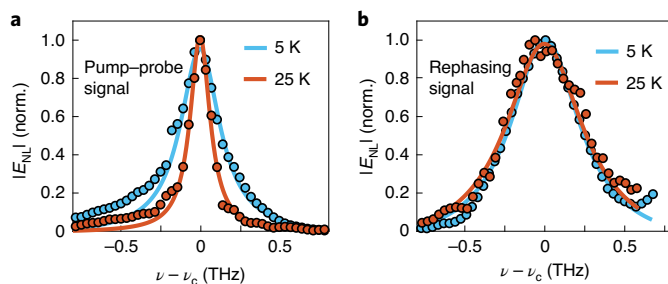 a
|E_NL| (norm.)
1.0
0.8
0.6
0.4
0.2
0
Pump–probe
signal
5 K
25 K
–0.5
0
0.5
ν – ν_c (THz)
b
|E_NL| (norm.)
1.0
0.8
0.6
0.4
0.2
0
Rephasing
signal
5 K
25 K
–0.5
0
0.5
ν – ν_c (THz)